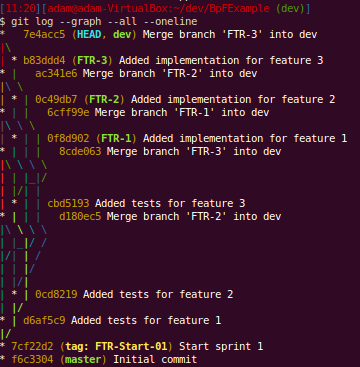 [11:20][adam@adam-VirtualBox:~/dev/BpFExample (dev)]
$ git log --graph --all --oneline
*   7e4acc5 (HEAD, dev) Merge branch 'FTR-3' into dev
|\
| * b83ddd4 (FTR-3) Added implementation for feature 3
* |   ac341e6 Merge branch 'FTR-2' into dev
|\ \
| * | 0c49db7 (FTR-2) Added implementation for feature 2
* | |   6cff99e Merge branch 'FTR-1' into dev
|\ \ \
| * | | 0f8d902 (FTR-1) Added implementation for feature 1
* | | |   8cde063 Merge branch 'FTR-3' into dev
|\ \ \ \
| | |_|/
| |/| |
| * | | cbd5193 Added tests for feature 3
* | | |   d180ec5 Merge branch 'FTR-2' into dev
|\ \ \ \
| |_|/ /
|/| | /
| | |/
| |/|
| * | 0cd8219 Added tests for feature 2
| |/
* | d6af5c9 Added tests for feature 1
|/
* 7cf22d2 (tag: FTR-Start-01) Start sprint 1
* f6c3304 (master) Initial commit